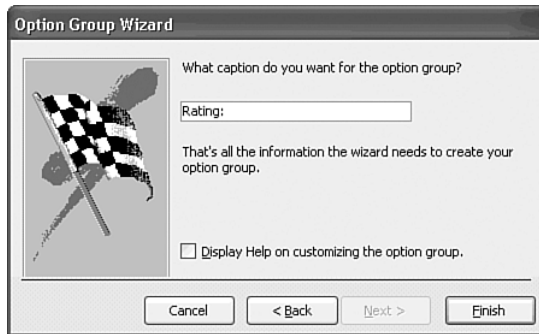 Option Group Wizard
What caption do you want for the option group?
Rating:
That's all the information the wizard needs to create your
option group.
Display Help on customizing the option group.
Cancel
< Back
Next >
Finish